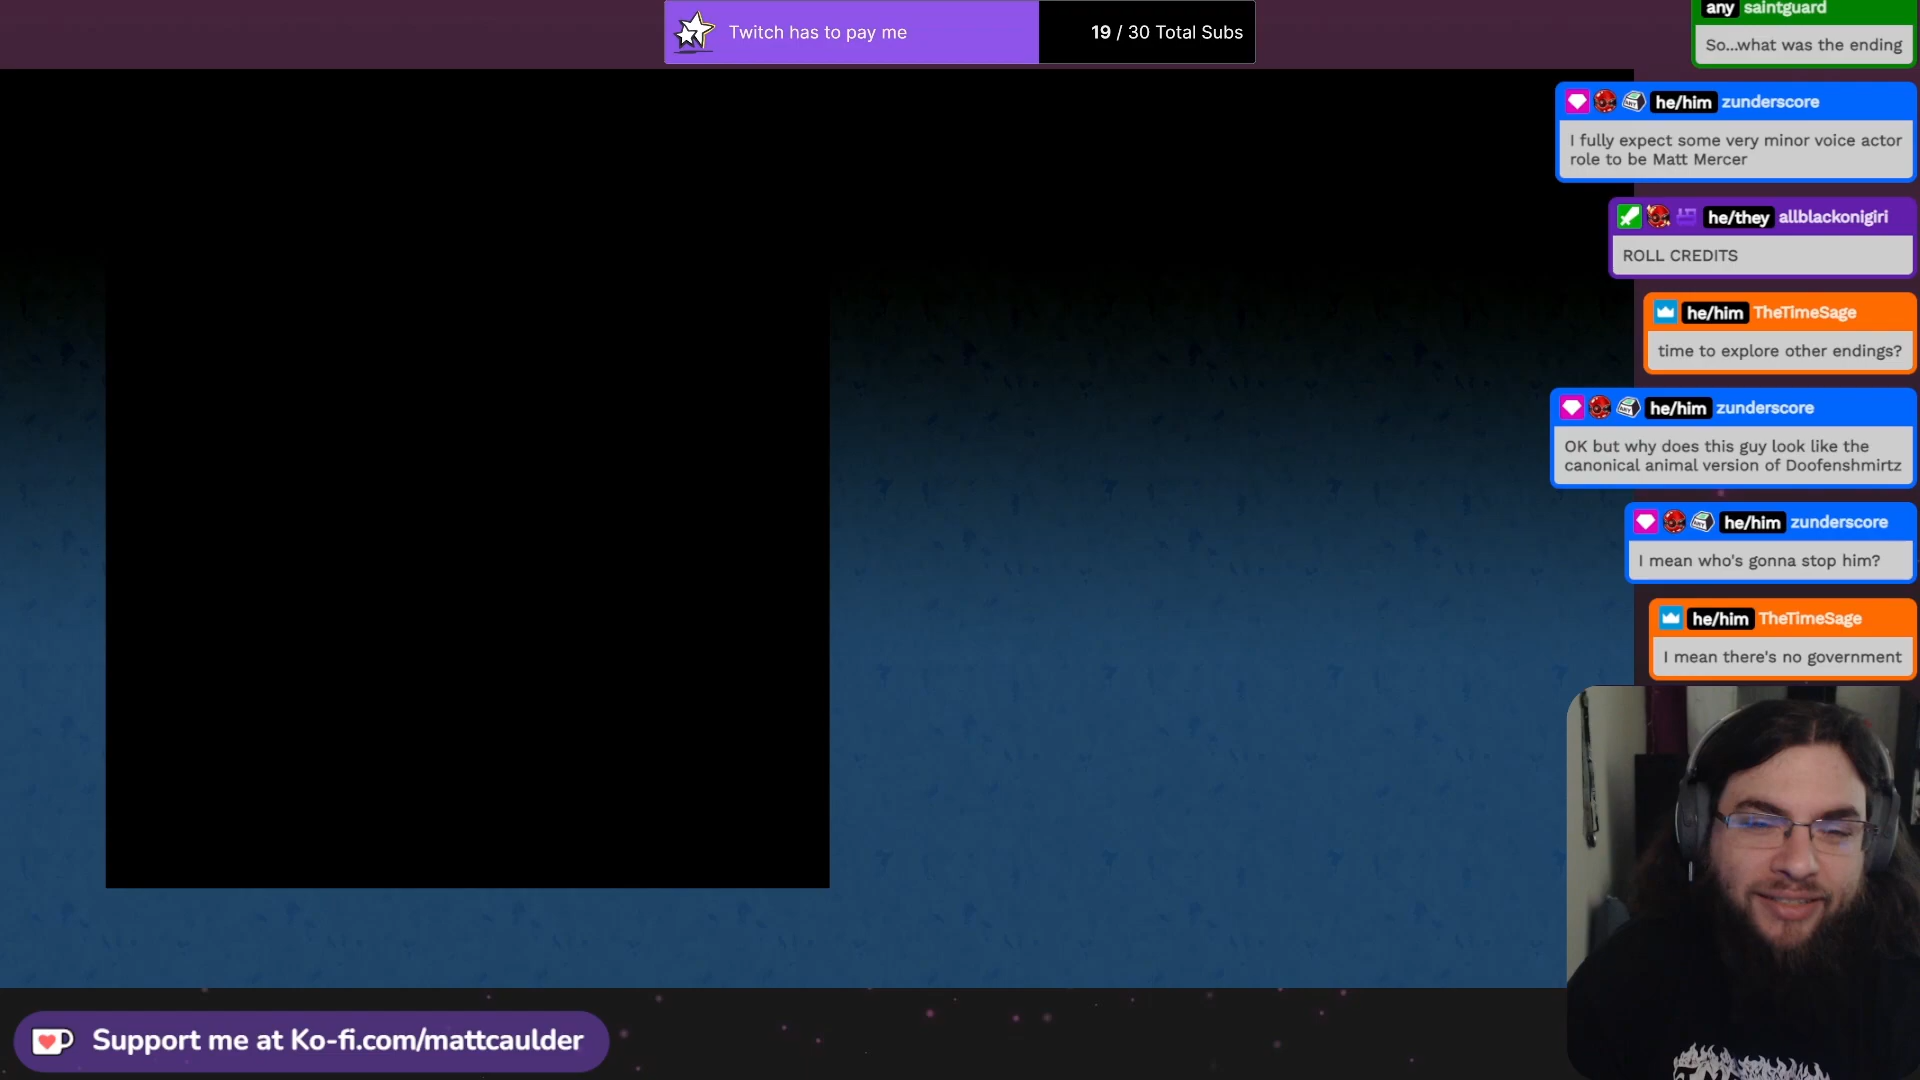 Twitch has to pay me
19 / 30 Total Subs
any saintguard
So...what was the ending
he/him zunderscore
I fully expect some very minor voice actor
role to be Matt Mercer
he/they allblackonigiri
ROLL CREDITS
he/him TheTimeSage
time to explore other endings?
he/him zunderscore
OK but why does this guy look like the
canonical animal version of Doofenshmirtz
he/him zunderscore
I mean who's gonna stop him?
he/him TheTimeSage
I mean there's no government
Support me at Ko-fi.com/mattcaulder